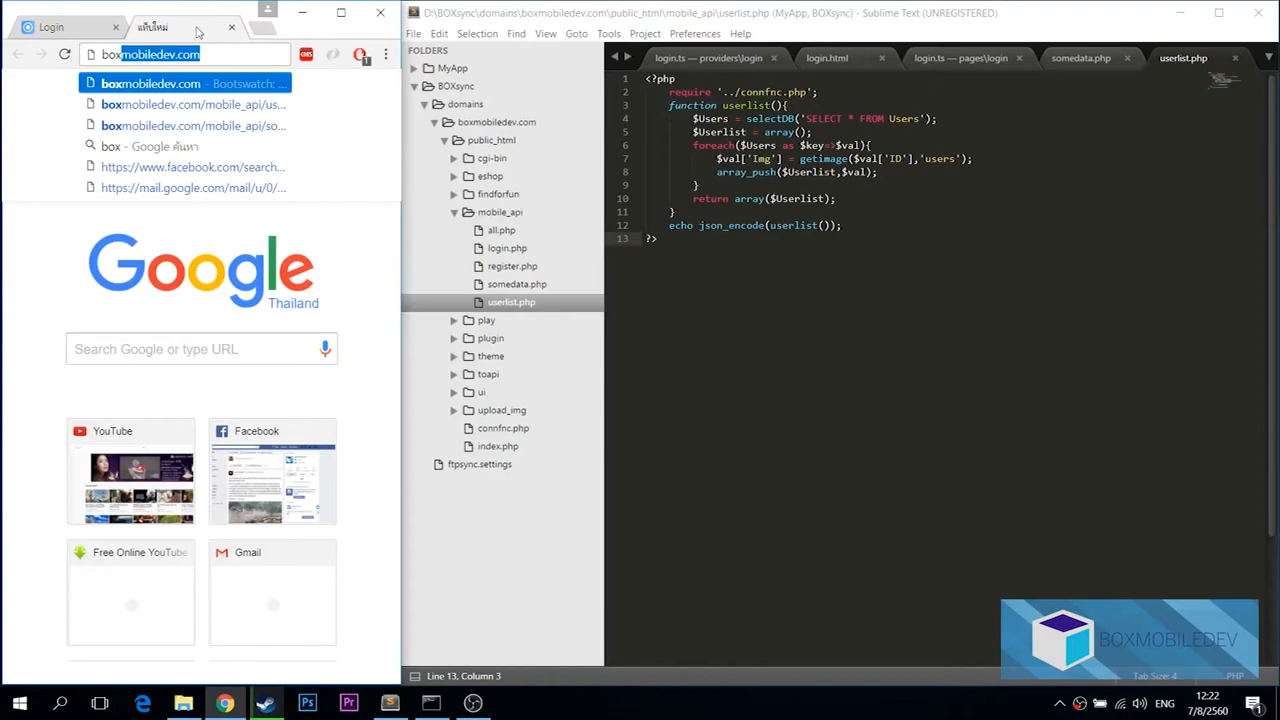 Login
แท็บใหม่
boxmobiledev.com
boxmobiledev.com - Bootswatch: ...
boxmobiledev.com/mobile_api/us...
boxmobiledev.com/mobile_api/so...
box - Google ค้นหา
https://www.facebook.com/search...
https://mail.google.com/mail/u/0/...
Google
Thailand
Search Google or type URL
YouTube
Facebook
Free Online YouTube
Gmail
D:\BOXsync\domains\boxmobiledev.com\public_html\mobile_api\userlist.php (MyApp, BOXsync) - Sublime Text (UNREGISTERED)
File Edit Selection Find View Goto Tools Project Preferences Help
FOLDERS
MyApp
BOXsync
domains
boxmobiledev.com
public_html
cgi-bin
eshop
findforfun
mobile_api
all.php
login.php
register.php
somedata.php
userlist.php
play
plugin
theme
toapi
ui
upload_img
connfnc.php
index.php
ftpsync.settings
login.ts — providers\login login.html login.ts — pages\login somedata.php userlist.php
1 <?php
2 require '../connfnc.php';
3 function userlist(){
4 $Users = selectDB('SELECT * FROM Users');
5 $Userlist = array();
6 foreach($Users as $key=>$val){
7 $val['Img'] = getimage($val['ID'],'users');
8 array_push($Userlist,$val);
9 }
10 return array($Userlist);
11 }
12 echo json_encode(userlist());
13 ?>
BOXMOBILEDEV
Line 13, Column 3
Tab Size: 4 PHP
ENG
12:22
7/8/2560